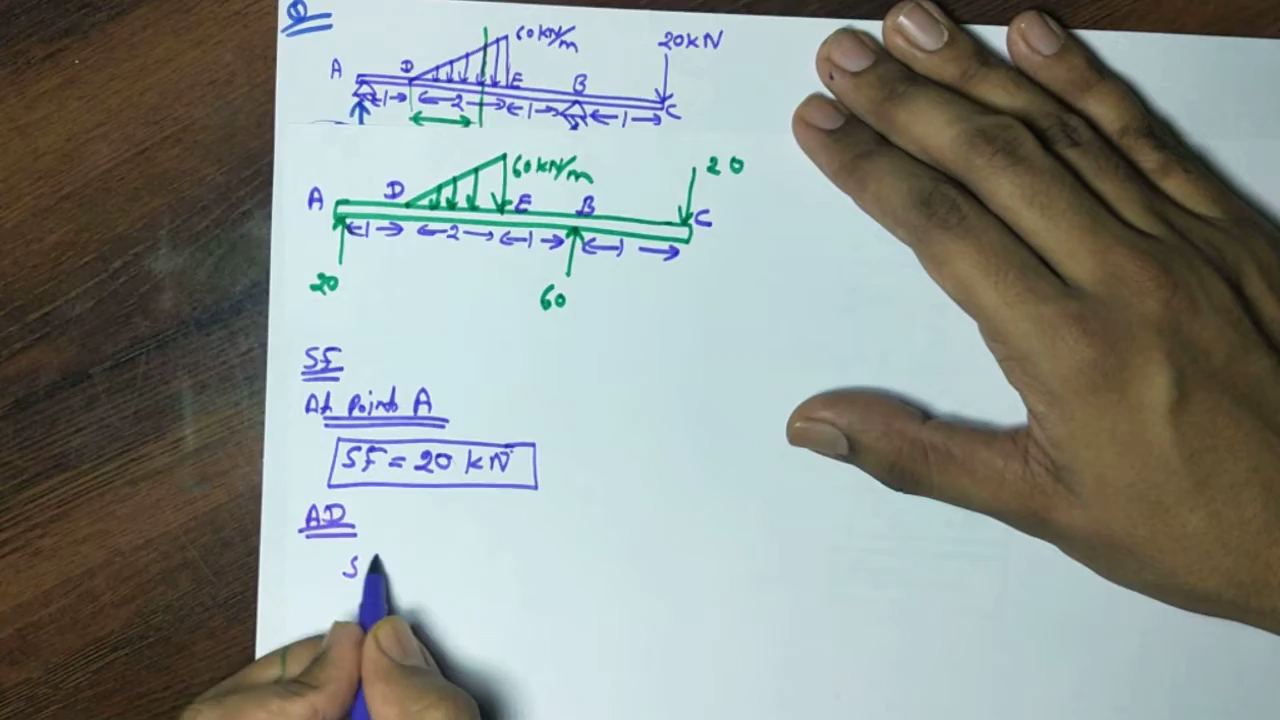 60kN/m 20kN
A D E B C
1 2 1 1
60kN/m 20
A D E B C
1 2 1 1
20 60
SF
At Point A
SF = 20 kN
AD
S